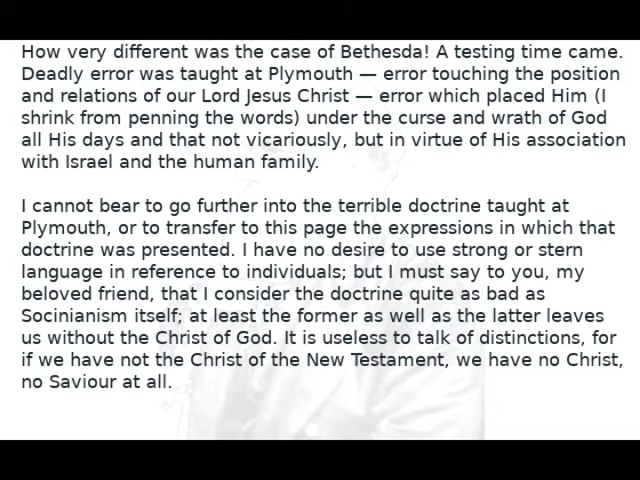 How very different was the case of Bethesda! A testing time came.
Deadly error was taught at Plymouth — error touching the position
and relations of our Lord Jesus Christ — error which placed Him (I
shrink from penning the words) under the curse and wrath of God
all His days and that not vicariously, but in virtue of His association
with Israel and the human family.
I cannot bear to go further into the terrible doctrine taught at
Plymouth, or to transfer to this page the expressions in which that
doctrine was presented. I have no desire to use strong or stern
language in reference to individuals; but I must say to you, my
beloved friend, that I consider the doctrine quite as bad as
Socinianism itself; at least the former as well as the latter leaves
us without the Christ of God. It is useless to talk of distinctions, for
if we have not the Christ of the New Testament, we have no Christ,
no Saviour at all.